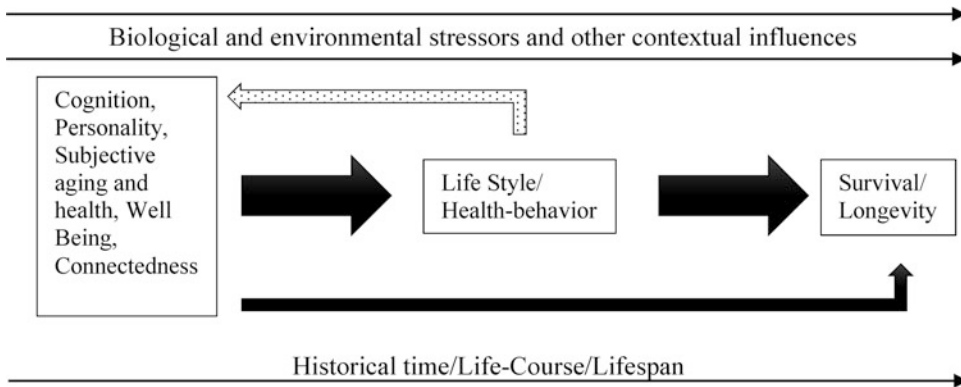 Biological and environmental stressors and other contextual influences
Cognition,
Personality,
Subjective
aging and
health, Well
Being,
Connectedness
Life Style/
Health-behavior
Survival/
Longevity
Historical time/Life-Course/Lifespan